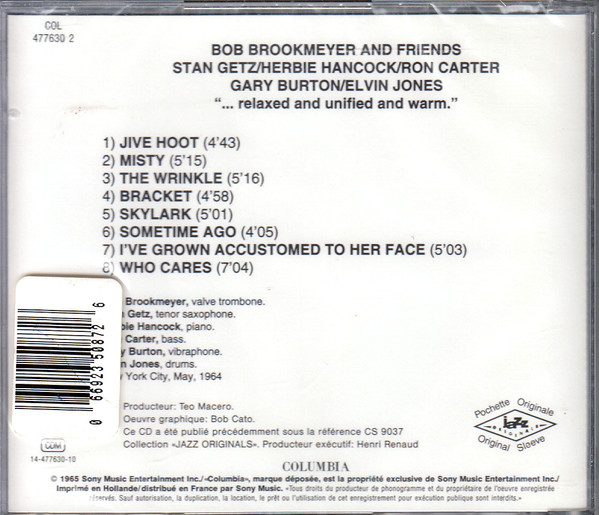 COL
477630 2
BOB BROOKMEYER AND FRIENDS
STAN GETZ/HERBIE HANCOCK/RON CARTER
GARY BURTON/ELVIN JONES
“... relaxed and unified and warm.”
1) JIVE HOOT (4'43)
2) MISTY (5'15)
3) THE WRINKLE (5'16)
4) BRACKET (4'58)
5) SKYLARK (5'01)
6) SOMETIME AGO (4'05)
7) I'VE GROWN ACCUSTOMED TO HER FACE (5'03)
8) WHO CARES (7'04)
Brookmeyer, valve trombone.
Getz, tenor saxophone.
bie Hancock, piano.
Carter, bass.
y Burton, vibraphone.
n Jones, drums.
York City, May, 1964
0 66923 50872 6
Producteur: Teo Macero.
Oeuvre graphique: Bob Cato.
Ce CD a été publié précédemment sous la référence CS 9037
Collection «JAZZ ORIGINALS». Producteur exécutif: Henri Renaud
Pochette Originale
jazz
ORIGINALS
Original Sleeve
14-477630-10
COLUMBIA
© 1965 Sony Music Entertainment Inc./«Columbia», marque déposée, est la propriété exclusive de Sony Music Entertainment Inc./
Imprimé en Hollande/distribué en France par Sony Music. «Tous droits du producteur de phonogramme et du propriétaire de l'oeuvre enregistrée
réservés. Sauf autorisation, la duplication, la location, le prêt ou l'utilisation de cet enregistrement pour exécution publique sont interdits.»